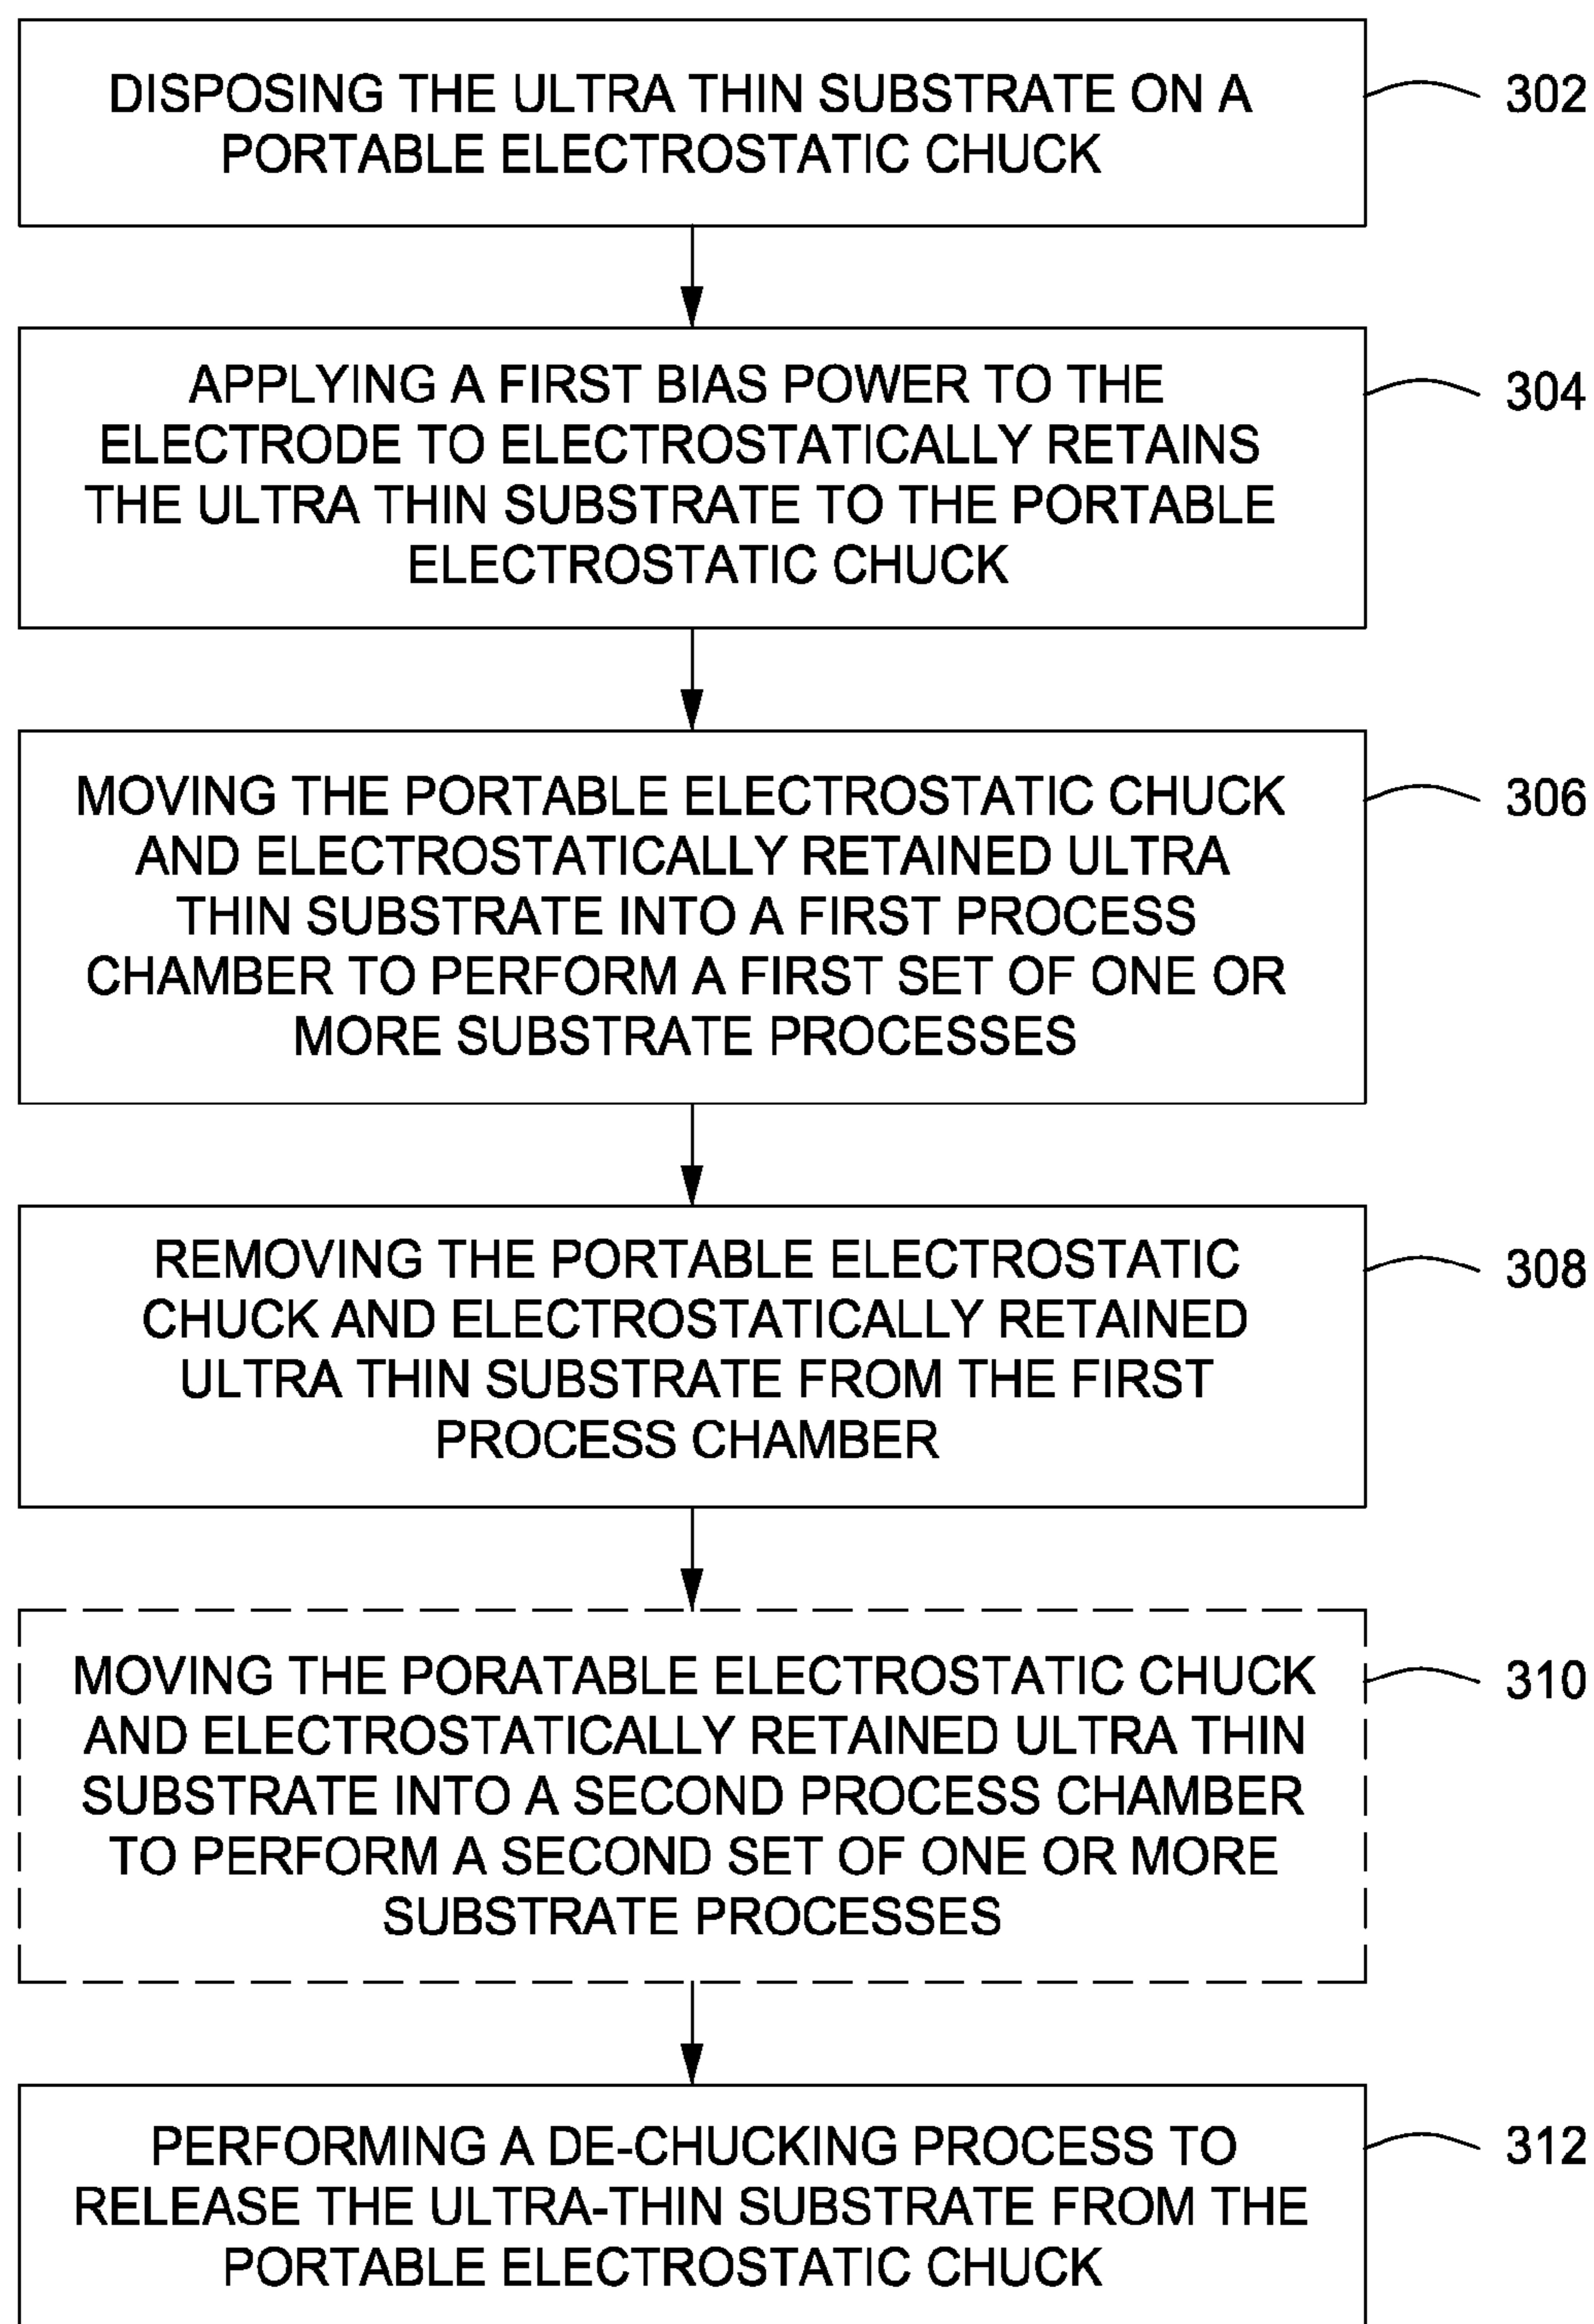 DISPOSING THE ULTRA THIN SUBSTRATE ON A
PORTABLE ELECTROSTATIC CHUCK
302
APPLYING A FIRST BIAS POWER TO THE
ELECTRODE TO ELECTROSTATICALLY RETAINS
THE ULTRA THIN SUBSTRATE TO THE PORTABLE
ELECTROSTATIC CHUCK
304
MOVING THE PORTABLE ELECTROSTATIC CHUCK
AND ELECTROSTATICALLY RETAINED ULTRA
THIN SUBSTRATE INTO A FIRST PROCESS
CHAMBER TO PERFORM A FIRST SET OF ONE OR
MORE SUBSTRATE PROCESSES
306
REMOVING THE PORTABLE ELECTROSTATIC
CHUCK AND ELECTROSTATICALLY RETAINED
ULTRA THIN SUBSTRATE FROM THE FIRST
PROCESS CHAMBER
308
MOVING THE PORATABLE ELECTROSTATIC CHUCK
AND ELECTROSTATICALLY RETAINED ULTRA THIN
SUBSTRATE INTO A SECOND PROCESS CHAMBER
TO PERFORM A SECOND SET OF ONE OR MORE
SUBSTRATE PROCESSES
310
PERFORMING A DE-CHUCKING PROCESS TO
RELEASE THE ULTRA-THIN SUBSTRATE FROM THE
PORTABLE ELECTROSTATIC CHUCK
312